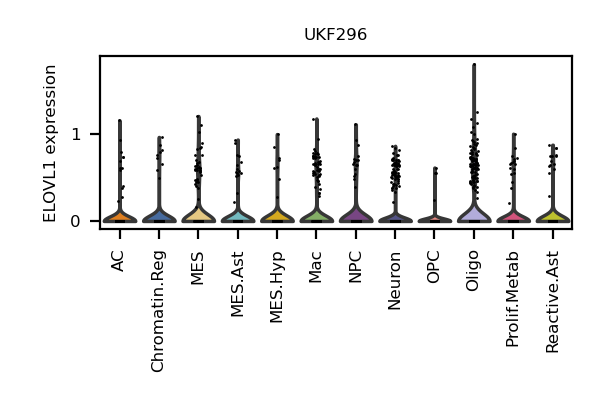 UKF296
ELOVL1 expression
1
0
AC
Chromatin.Reg
MES
MES.Ast
MES.Hyp
Mac
NPC
Neuron
OPC
Oligo
Prolif.Metab
Reactive.Ast